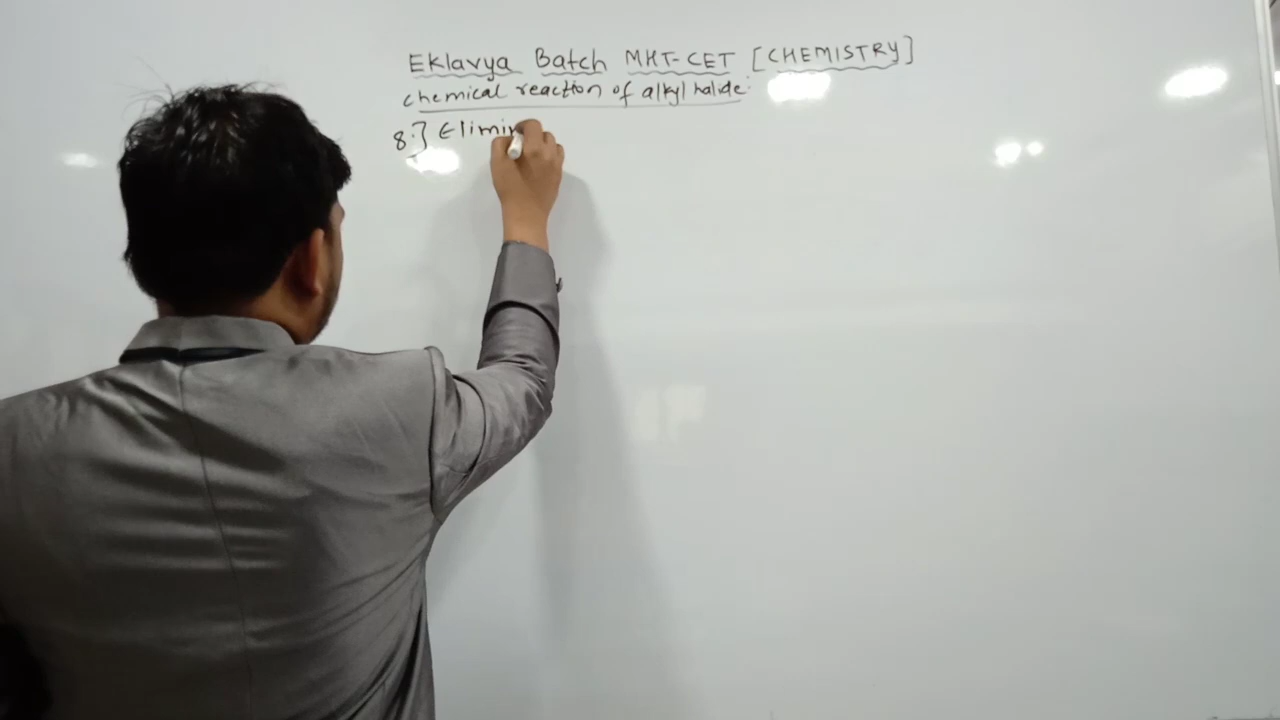 Eklavya Batch MHT-CET [CHEMISTRY]
chemical reaction of alkyl halide:
8.] Elimin